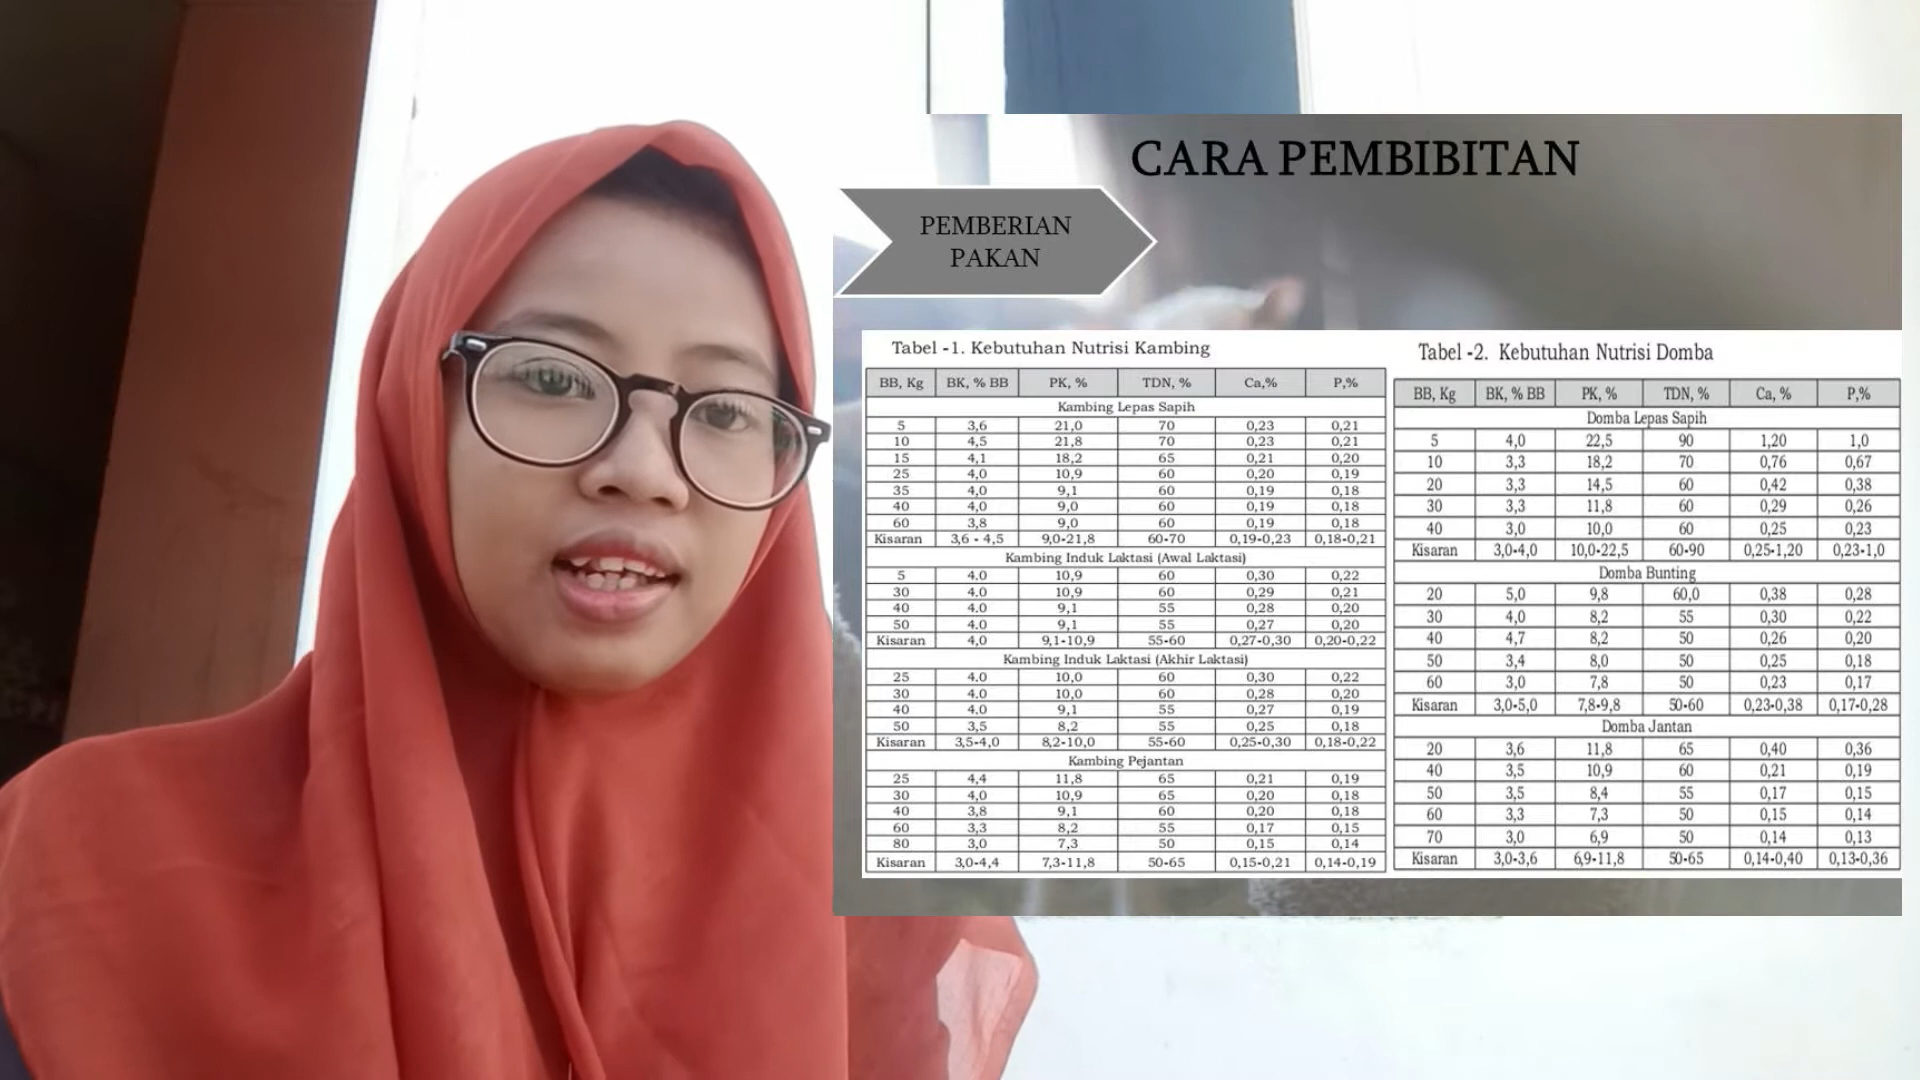 CARA PEMBIBITAN
PEMBERIAN
PAKAN
Tabel -1. Kebutuhan Nutrisi Kambing
BB, Kg BK, % BB PK, % TDN, % Ca,% P,%
Kambing Lepas Sapih
5 3,6 21,0 70 0,23 0,21
10 4,5 21,8 70 0,23 0,21
15 4,1 18,2 65 0,21 0,20
25 4,0 10,9 60 0,20 0,19
35 4,0 9,1 60 0,19 0,18
40 4,0 9,0 60 0,19 0,18
60 3,8 9,0 60 0,19 0,18
Kisaran 3,6 - 4,5 9,0-21,8 60-70 0,19-0,23 0,18-0,21
Kambing Induk Laktasi (Awal Laktasi)
5 4.0 10,9 60 0,30 0,22
30 4.0 10,9 60 0,29 0,21
40 4.0 9,1 55 0,28 0,20
50 4.0 9,1 55 0,27 0,20
Kisaran 4,0 9,1-10,9 55-60 0,27-0,30 0,20-0,22
Kambing Induk Laktasi (Akhir Laktasi)
25 4.0 10,0 60 0,30 0,22
30 4.0 10,0 60 0,28 0,20
40 4.0 9,1 55 0,27 0,19
50 3,5 8,2 55 0,25 0,18
Kisaran 3,5-4,0 8,2-10,0 55-60 0,25-0,30 0,18-0,22
Kambing Pejantan
25 4,4 11,8 65 0,21 0,19
30 4,0 10,9 65 0,20 0,18
40 3,8 9,1 60 0,20 0,18
60 3,3 8,2 55 0,17 0,15
80 3,0 7,3 50 0,15 0,14
Kisaran 3,0-4,4 7,3-11,8 50-65 0,15-0,21 0,14-0,19
Tabel -2. Kebutuhan Nutrisi Domba
BB, Kg BK, % BB PK, % TDN, % Ca, % P,%
Domba Lepas Sapih
5 4,0 22,5 90 1,20 1,0
10 3,3 18,2 70 0,76 0,67
20 3,3 14,5 60 0,42 0,38
30 3,3 11,8 60 0,29 0,26
40 3,0 10,0 60 0,25 0,23
Kisaran 3,0-4,0 10,0-22,5 60-90 0,25-1,20 0,23-1,0
Domba Bunting
20 5,0 9,8 60,0 0,38 0,28
30 4,0 8,2 55 0,30 0,22
40 4,7 8,2 50 0,26 0,20
50 3,4 8,0 50 0,25 0,18
60 3,0 7,8 50 0,23 0,17
Kisaran 3,0-5,0 7,8-9,8 50-60 0,23-0,38 0,17-0,28
Domba Jantan
20 3,6 11,8 65 0,40 0,36
40 3,5 10,9 60 0,21 0,19
50 3,5 8,4 55 0,17 0,15
60 3,3 7,3 50 0,15 0,14
70 3,0 6,9 50 0,14 0,13
Kisaran 3,0-3,6 6,9-11,8 50-65 0,14-0,40 0,13-0,36